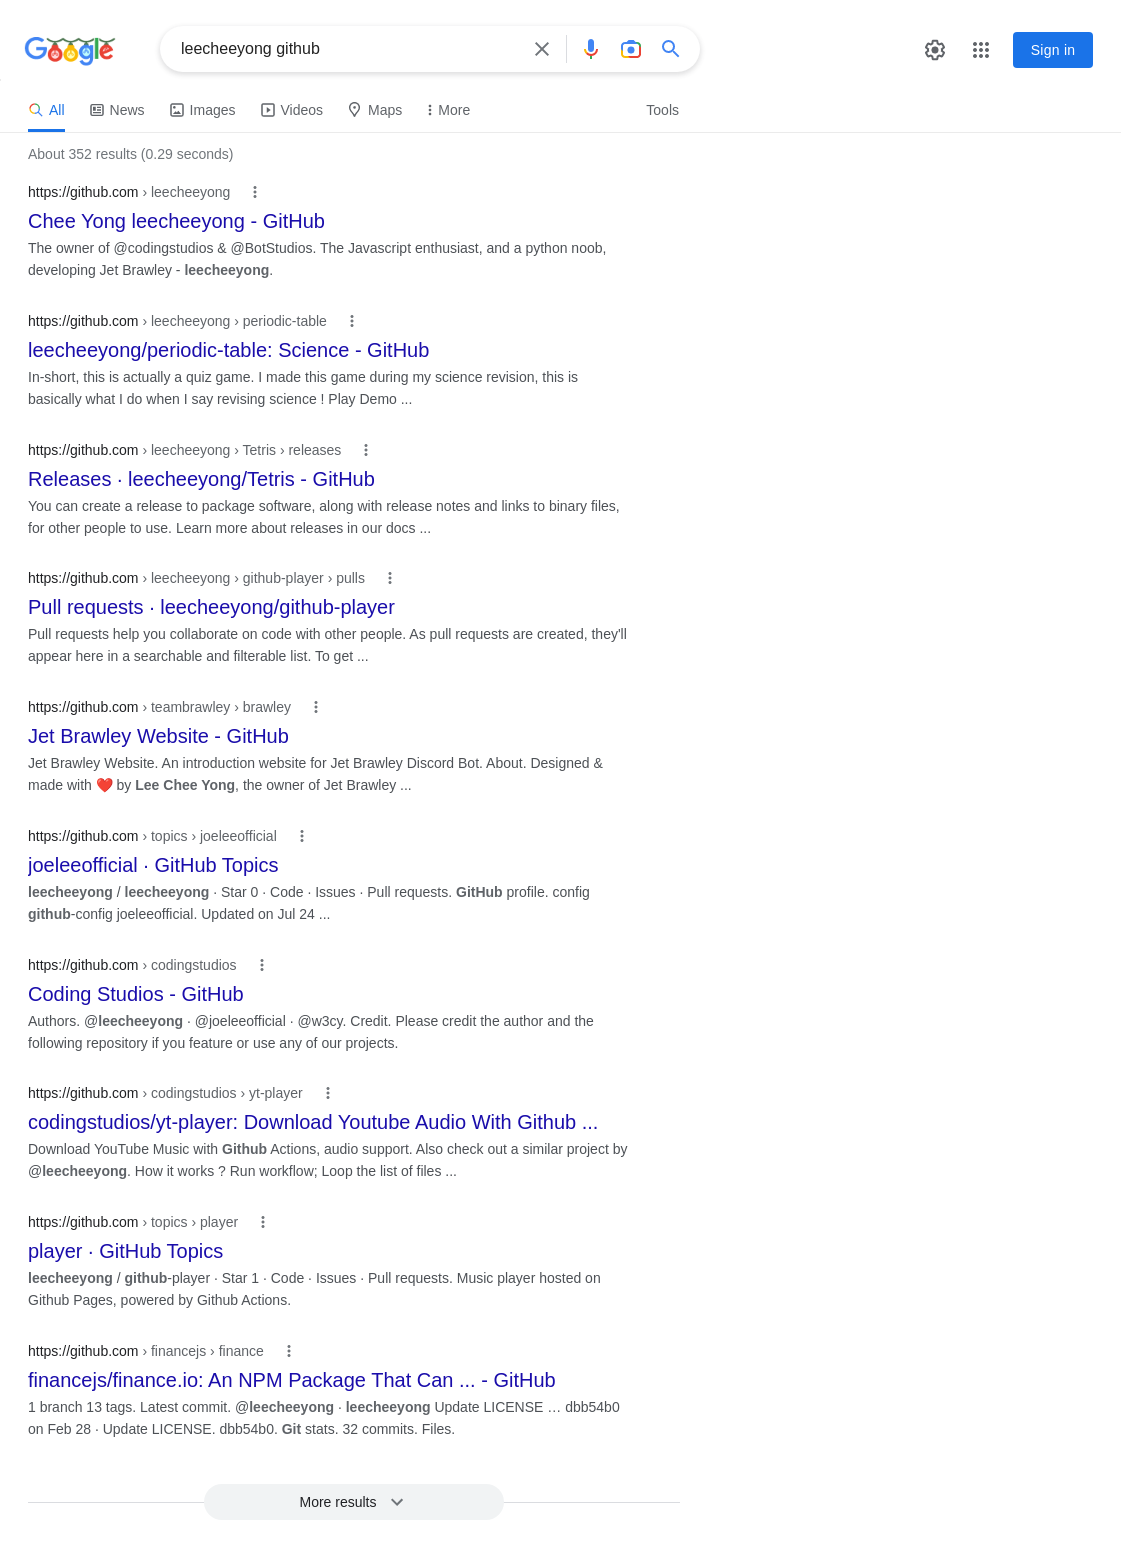 Google
leecheeyong github
Sign in
All News Images Videos Maps More Tools
About 352 results (0.29 seconds)
https://github.com › leecheeyong
Chee Yong leecheeyong - GitHub
The owner of @codingstudios & @BotStudios. The Javascript enthusiast, and a python noob,
developing Jet Brawley - leecheeyong.
https://github.com › leecheeyong › periodic-table
leecheeyong/periodic-table: Science - GitHub
In-short, this is actually a quiz game. I made this game during my science revision, this is
basically what I do when I say revising science ! Play Demo ...
https://github.com › leecheeyong › Tetris › releases
Releases · leecheeyong/Tetris - GitHub
You can create a release to package software, along with release notes and links to binary files,
for other people to use. Learn more about releases in our docs ...
https://github.com › leecheeyong › github-player › pulls
Pull requests · leecheeyong/github-player
Pull requests help you collaborate on code with other people. As pull requests are created, they'll
appear here in a searchable and filterable list. To get ...
https://github.com › teambrawley › brawley
Jet Brawley Website - GitHub
Jet Brawley Website. An introduction website for Jet Brawley Discord Bot. About. Designed &
made with ❤️ by Lee Chee Yong, the owner of Jet Brawley ...
https://github.com › topics › joeleeofficial
joeleeofficial · GitHub Topics
leecheeyong / leecheeyong · Star 0 · Code · Issues · Pull requests. GitHub profile. config
github-config joeleeofficial. Updated on Jul 24 ...
https://github.com › codingstudios
Coding Studios - GitHub
Authors. @leecheeyong · @joeleeofficial · @w3cy. Credit. Please credit the author and the
following repository if you feature or use any of our projects.
https://github.com › codingstudios › yt-player
codingstudios/yt-player: Download Youtube Audio With Github ...
Download YouTube Music with Github Actions, audio support. Also check out a similar project by
@leecheeyong. How it works ? Run workflow; Loop the list of files ...
https://github.com › topics › player
player · GitHub Topics
leecheeyong / github-player · Star 1 · Code · Issues · Pull requests. Music player hosted on
Github Pages, powered by Github Actions.
https://github.com › financejs › finance
financejs/finance.io: An NPM Package That Can ... - GitHub
1 branch 13 tags. Latest commit. @leecheeyong · leecheeyong Update LICENSE … dbb54b0
on Feb 28 · Update LICENSE. dbb54b0. Git stats. 32 commits. Files.
More results